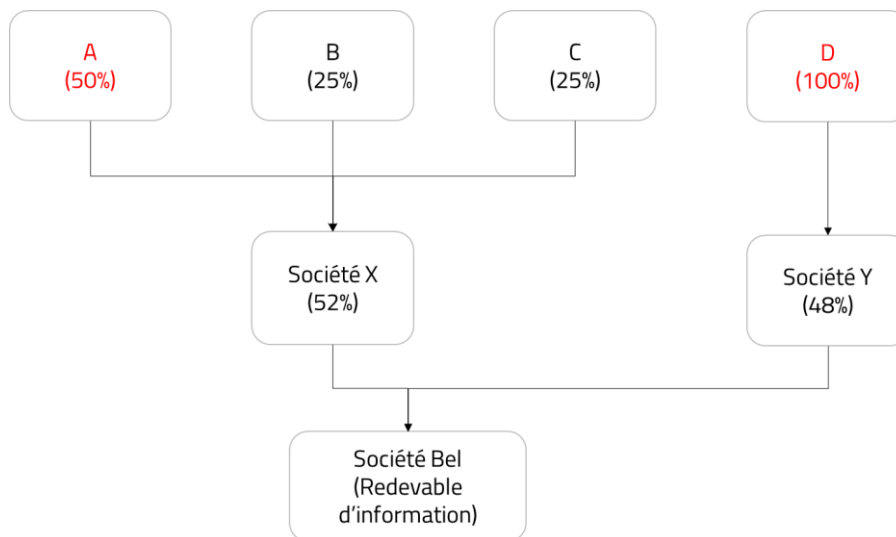 A
(50%)
B
(25%)
C
(25%)
D
(100%)
Société X
(52%)
Société Y
(48%)
Société Bel
(Redevable
d'information)